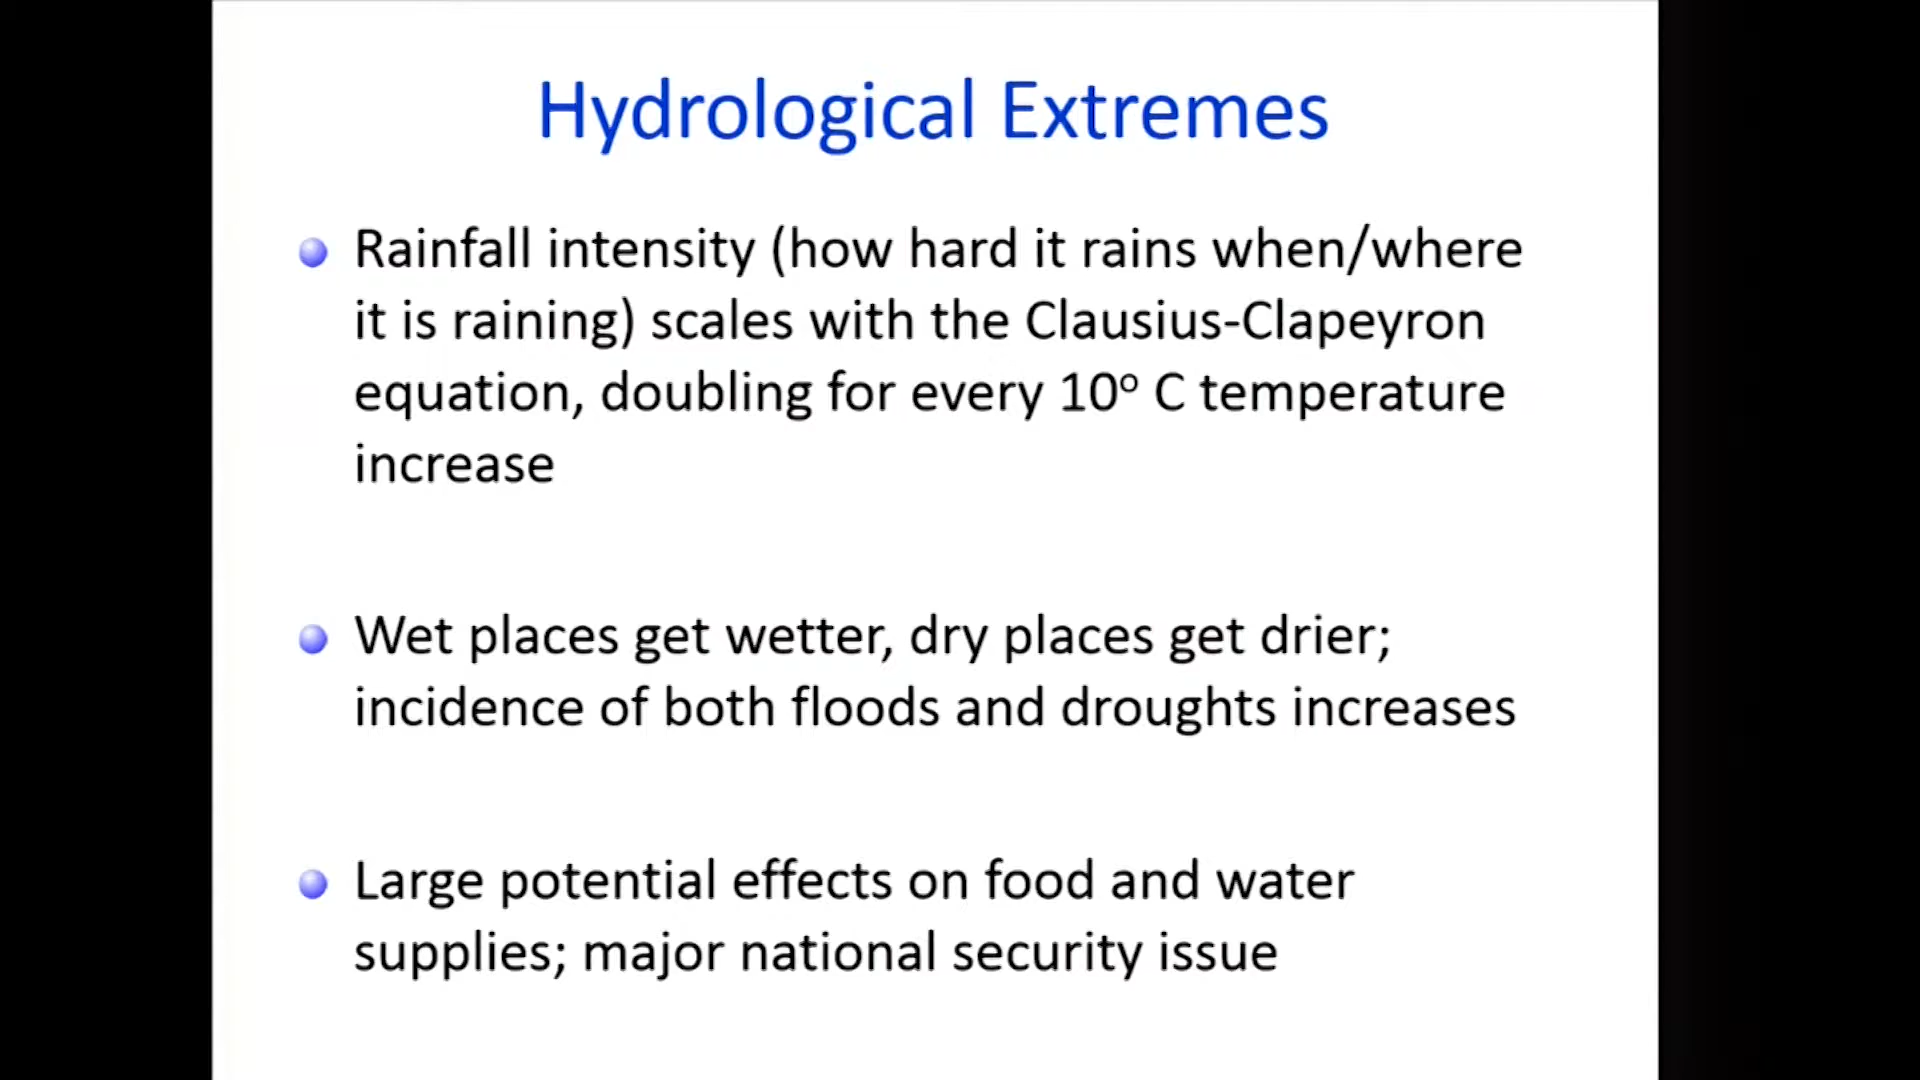 Hydrological Extremes
Rainfall intensity (how hard it rains when/where
it is raining) scales with the Clausius-Clapeyron
equation, doubling for every 10º C temperature
increase
Wet places get wetter, dry places get drier;
incidence of both floods and droughts increases
Large potential effects on food and water
supplies; major national security issue